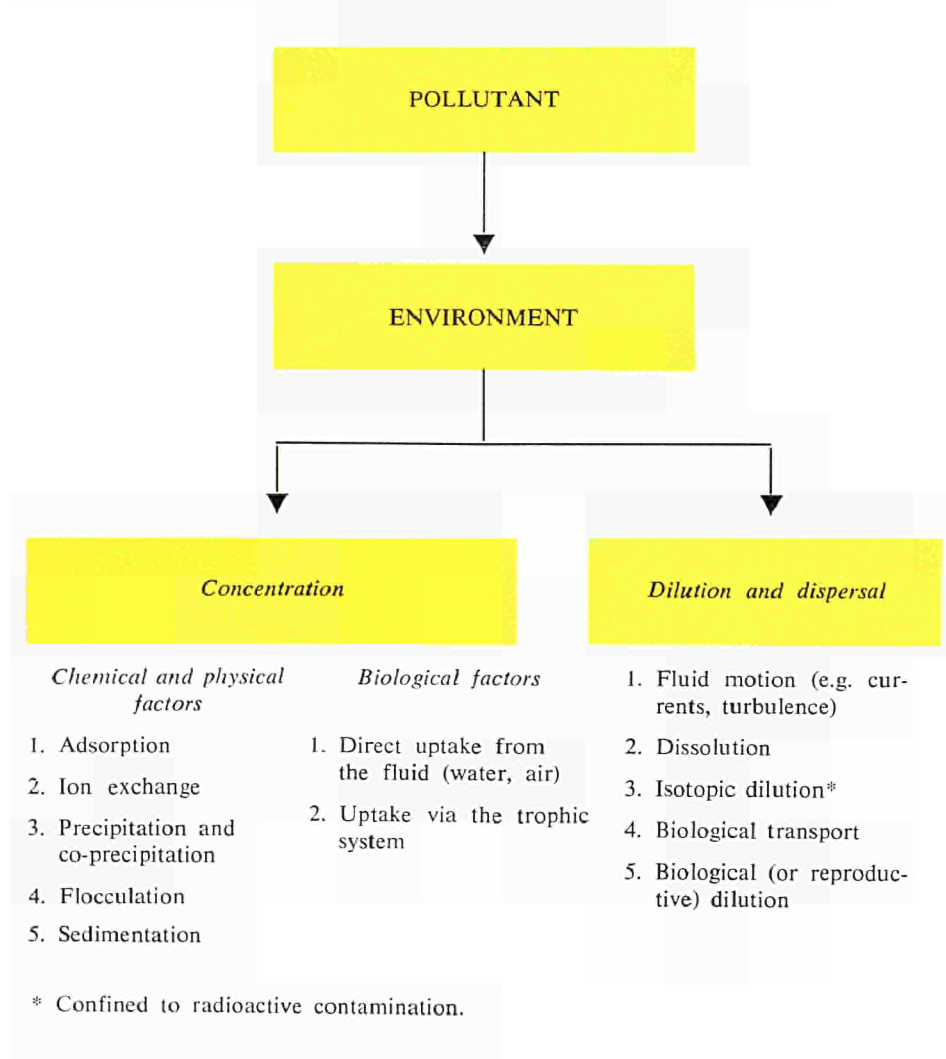 POLLUTANT
ENVIRONMENT
Concentration
Chemical and physical
factors
1. Adsorption
2. Ion exchange
3. Precipitation and
co-precipitation
4. Flocculation
5. Sedimentation
Biological factors
1. Direct uptake from
the fluid (water, air)
2. Uptake via the trophic
system
Dilution and dispersal
1. Fluid motion (e.g. cur-
rents, turbulence)
2. Dissolution
3. Isotopic dilution*
4. Biological transport
5. Biological (or reproduc-
tive) dilution
* Confined to radioactive contamination.